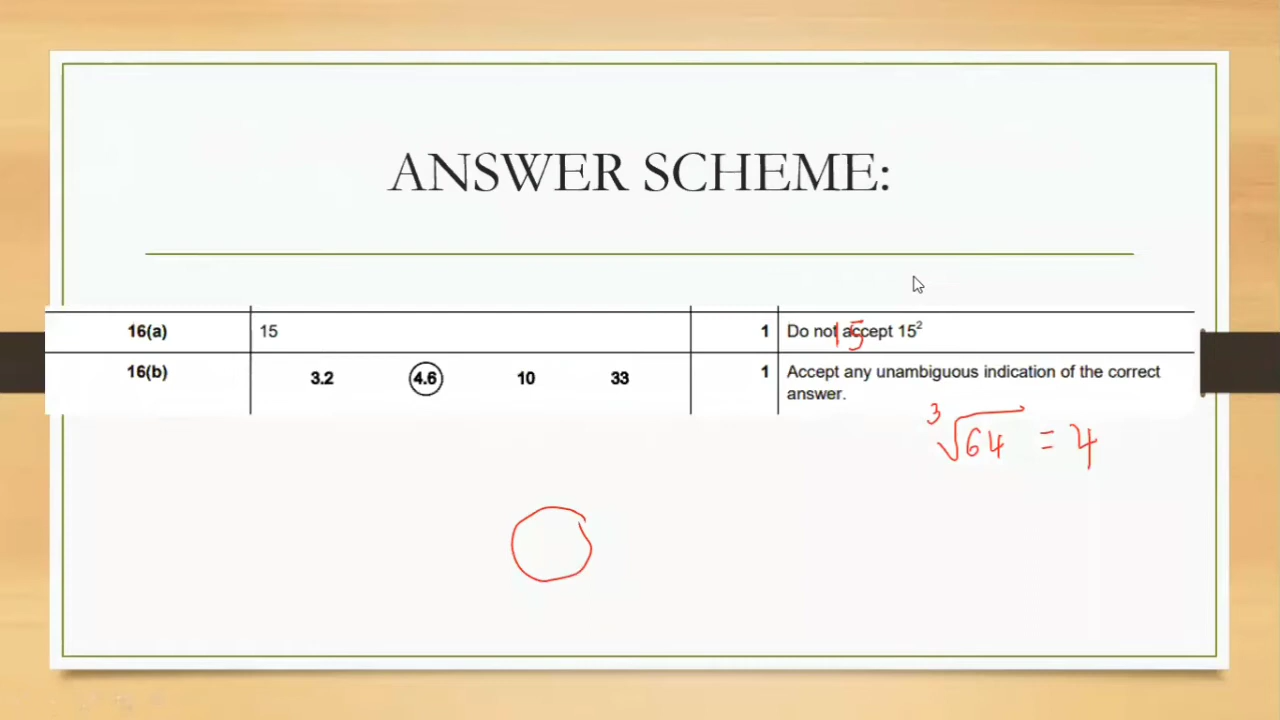 ANSWER SCHEME:
16(a) 15 1 Do not accept 15²
15
16(b) 3.2 4.6 10 33 1 Accept any unambiguous indication of the correct
answer.
³√64 = 4